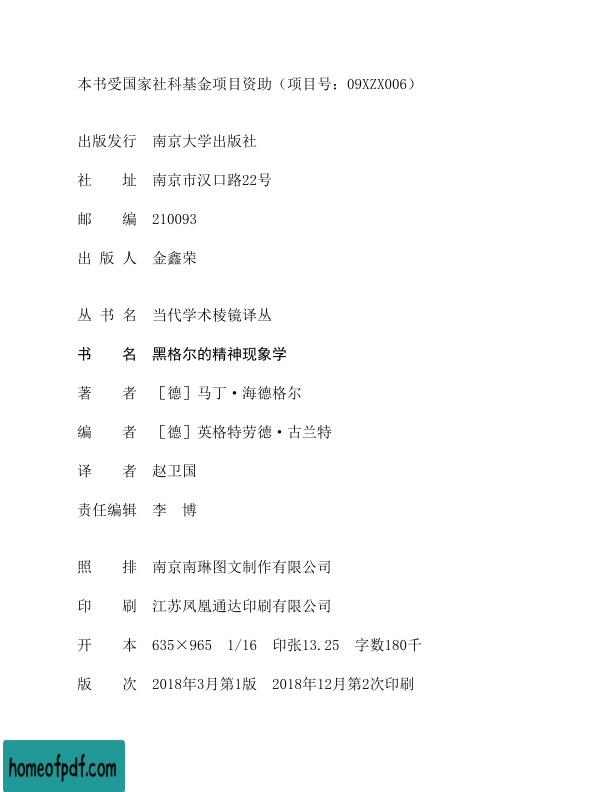 本书受国家社科基金项目资助（项目号：09XZX006）
出版发行　南京大学出版社
社　　址　南京市汉口路22号
邮　　编　210093
出 版 人　金鑫荣
丛 书 名　当代学术棱镜译丛
书　　名　黑格尔的精神现象学
著　　者　［德］马丁·海德格尔
编　　者　［德］英格特劳德·古兰特
译　　者　赵卫国
责任编辑　李　博
照　　排　南京南琳图文制作有限公司
印　　刷　江苏凤凰通达印刷有限公司
开　　本　635×965　1/16　印张13.25　字数180千
版　　次　2018年3月第1版　2018年12月第2次印刷
homeofpdf.com